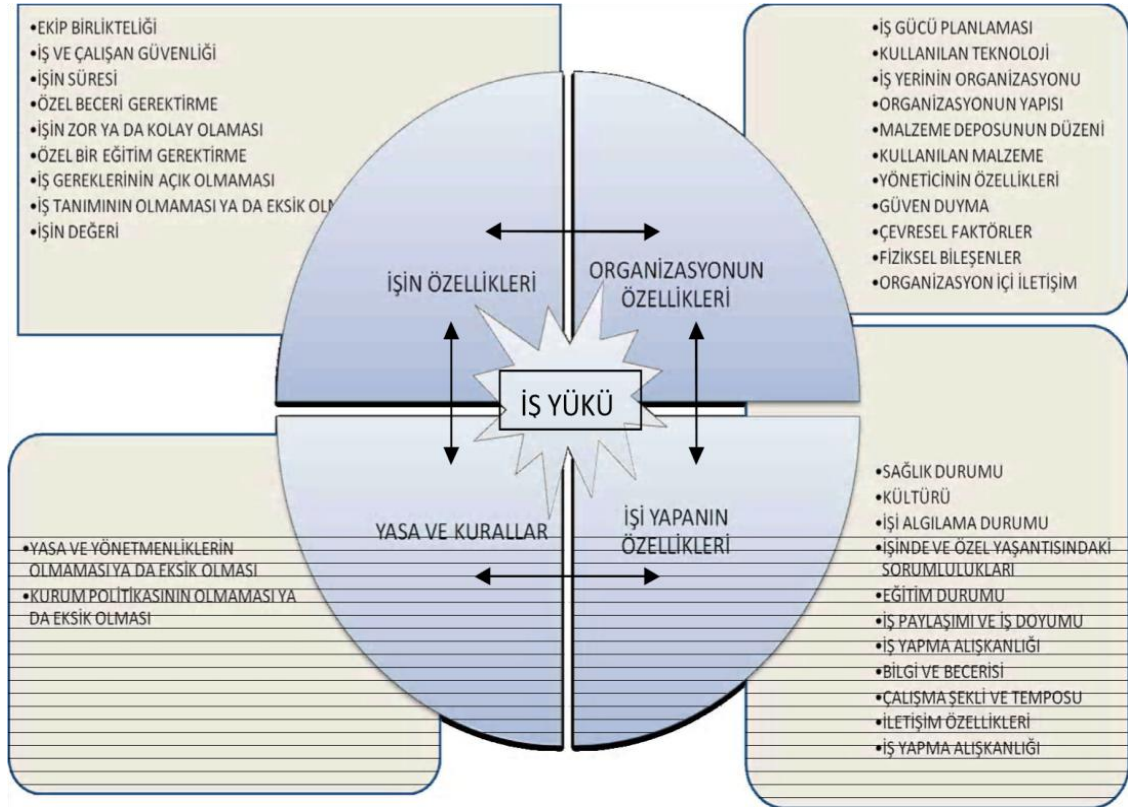 •EKİP BİRLİKTELİĞİ
•İŞ VE ÇALIŞAN GÜVENLİĞİ
•İŞİN SÜRESİ
•ÖZEL BECERİ GEREKTİRME
•İŞİN ZOR YA DA KOLAY OLAMASI
•ÖZEL BİR EĞİTİM GEREKTİRME
•İŞ GEREKLERİNİN AÇIK OLMAMASI
•İŞ TANIMININ OLMAMASI YA DA EKSİK
•İŞİN DEĞERİ
•İŞ GÜCÜ PLANLAMASI
•KULLANILAN TEKNOLOJİ
•İŞ YERİNİN ORGANİZASYONU
•ORGANİZASYONUN YAPISI
•MALZEME DEPOSUNUN DÜZENİ
•KULLANILAN MALZEME
•YÖNETİCİNİN ÖZELLİKLERİ
•GÜVEN DUYMA
•ÇEVRESEL FAKTÖRLER
•FİZİKSEL BİLEŞENLER
•ORGANİZASYON İÇİ İLETİŞİM
İŞİN ÖZELLİKLERİ
ORGANİZASYONUN
ÖZELLİKLERİ
İŞ YÜKÜ
YASA VE KURALLAR
İŞİ YAPANIN
ÖZELLİKLERİ
•YASA VE YÖNETMENLİKLERİN
OLMAMASI YA DA EKSİK OLMASI
•KURUM POLİTİKASININ OLMAMASI YA
DA EKSİK OLMASI
•SAĞLIK DURUMU
•KÜLTÜRÜ
•İŞİ ALGILAMA DURUMU
•İŞİNDE VE ÖZEL YAŞANTISINDAKİ
SORUMLULUKLARI
•EĞİTİM DURUMU
•İŞ PAYLAŞIMI VE İŞ DOYUMU
•İŞ YAPMA ALIŞKANLIĞI
•BİLGİ VE BECERİSİ
•ÇALIŞMA ŞEKLİ VE TEMPOSU
•İLETİŞİM ÖZELLİKLERİ
•İŞ YAPMA ALIŞKANLIĞI